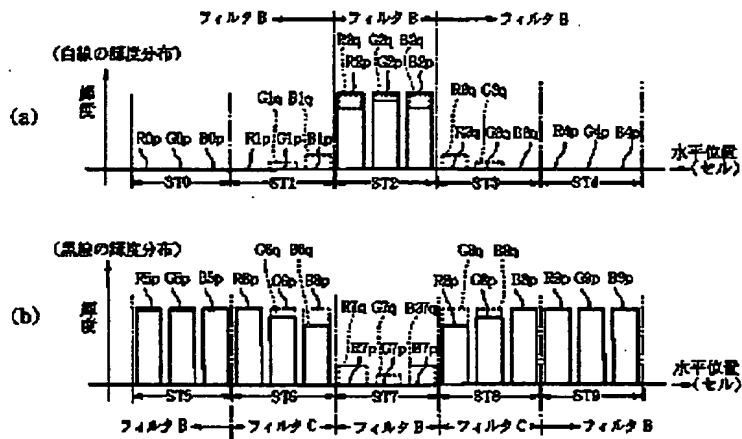 フィルタB フィルタB フィルタB
(白線の輝度分布)
R2q G2q B2q
R2p G2p B2p
(a)
輝度
G1q B1q
R3q G3q
R0p G0p B0p R1p G1p B1p
R3q G3q B3q R4p G4p B4p
水平位置
(セル)
ST0 ST1 ST2 ST3 ST4
(黒線の輝度分布)
G6q B6q
G8q B8q
R5p G5p B5p R6p G6p B6p
R8p G8p B8p R9p G9p B9p
(b)
輝度
R7q G7q B7q
R7p G7p B7p
水平位置
(セル)
ST5 ST6 ST7 ST8 ST9
フィルタB フィルタC フィルタB フィルタC フィルタB